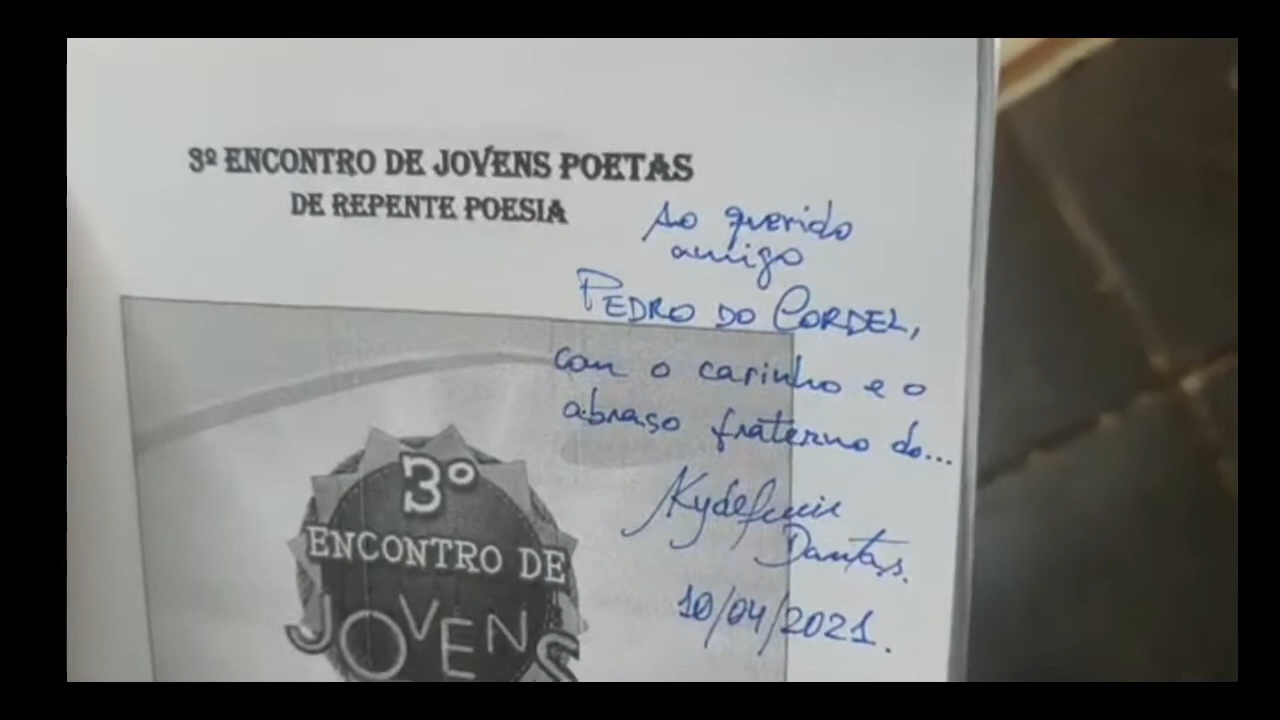 3º ENCONTRO DE JOVENS POETAS
DE REPENTE POESIA
Ao querido
amigo
PEDRO DO CORDEL,
com o carinho e o
abraço fraterno do...
Kydelmir
Dantas.
10/04/2021.
3º
ENCONTRO DE
JOVENS